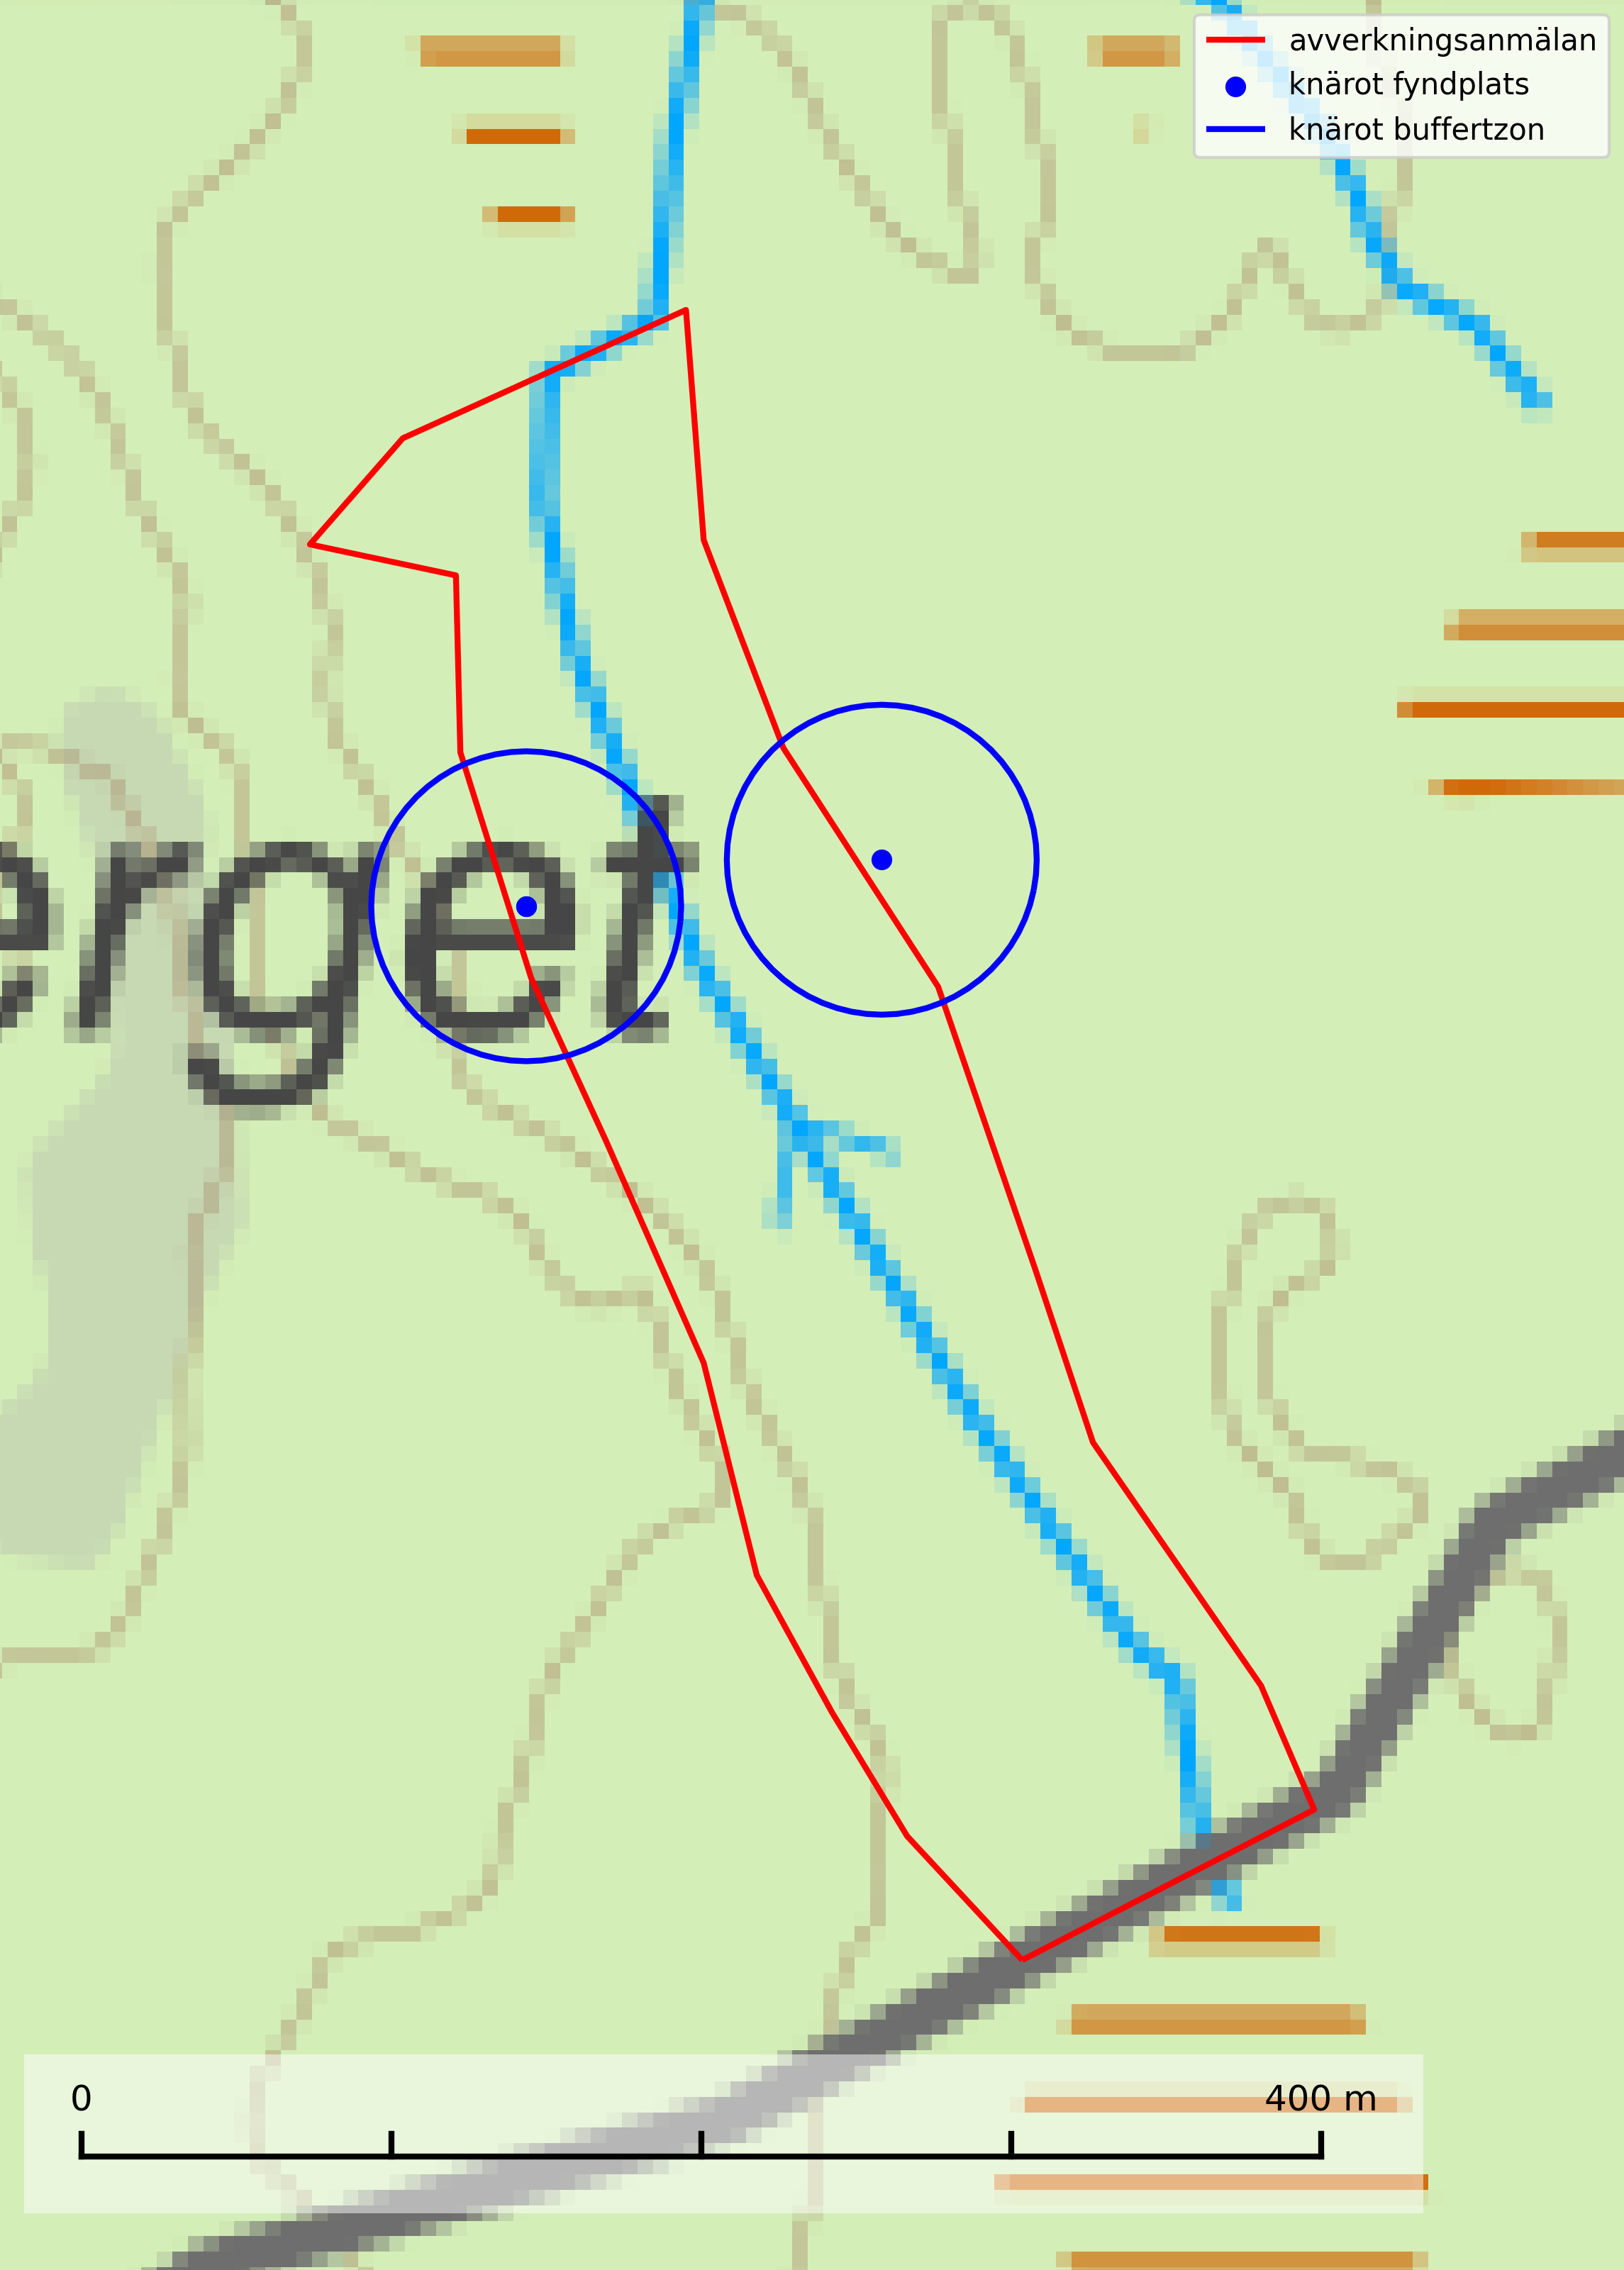 avverkningsanmälan
knärot fyndplats
knärot buffertzon
erget
0 400 m